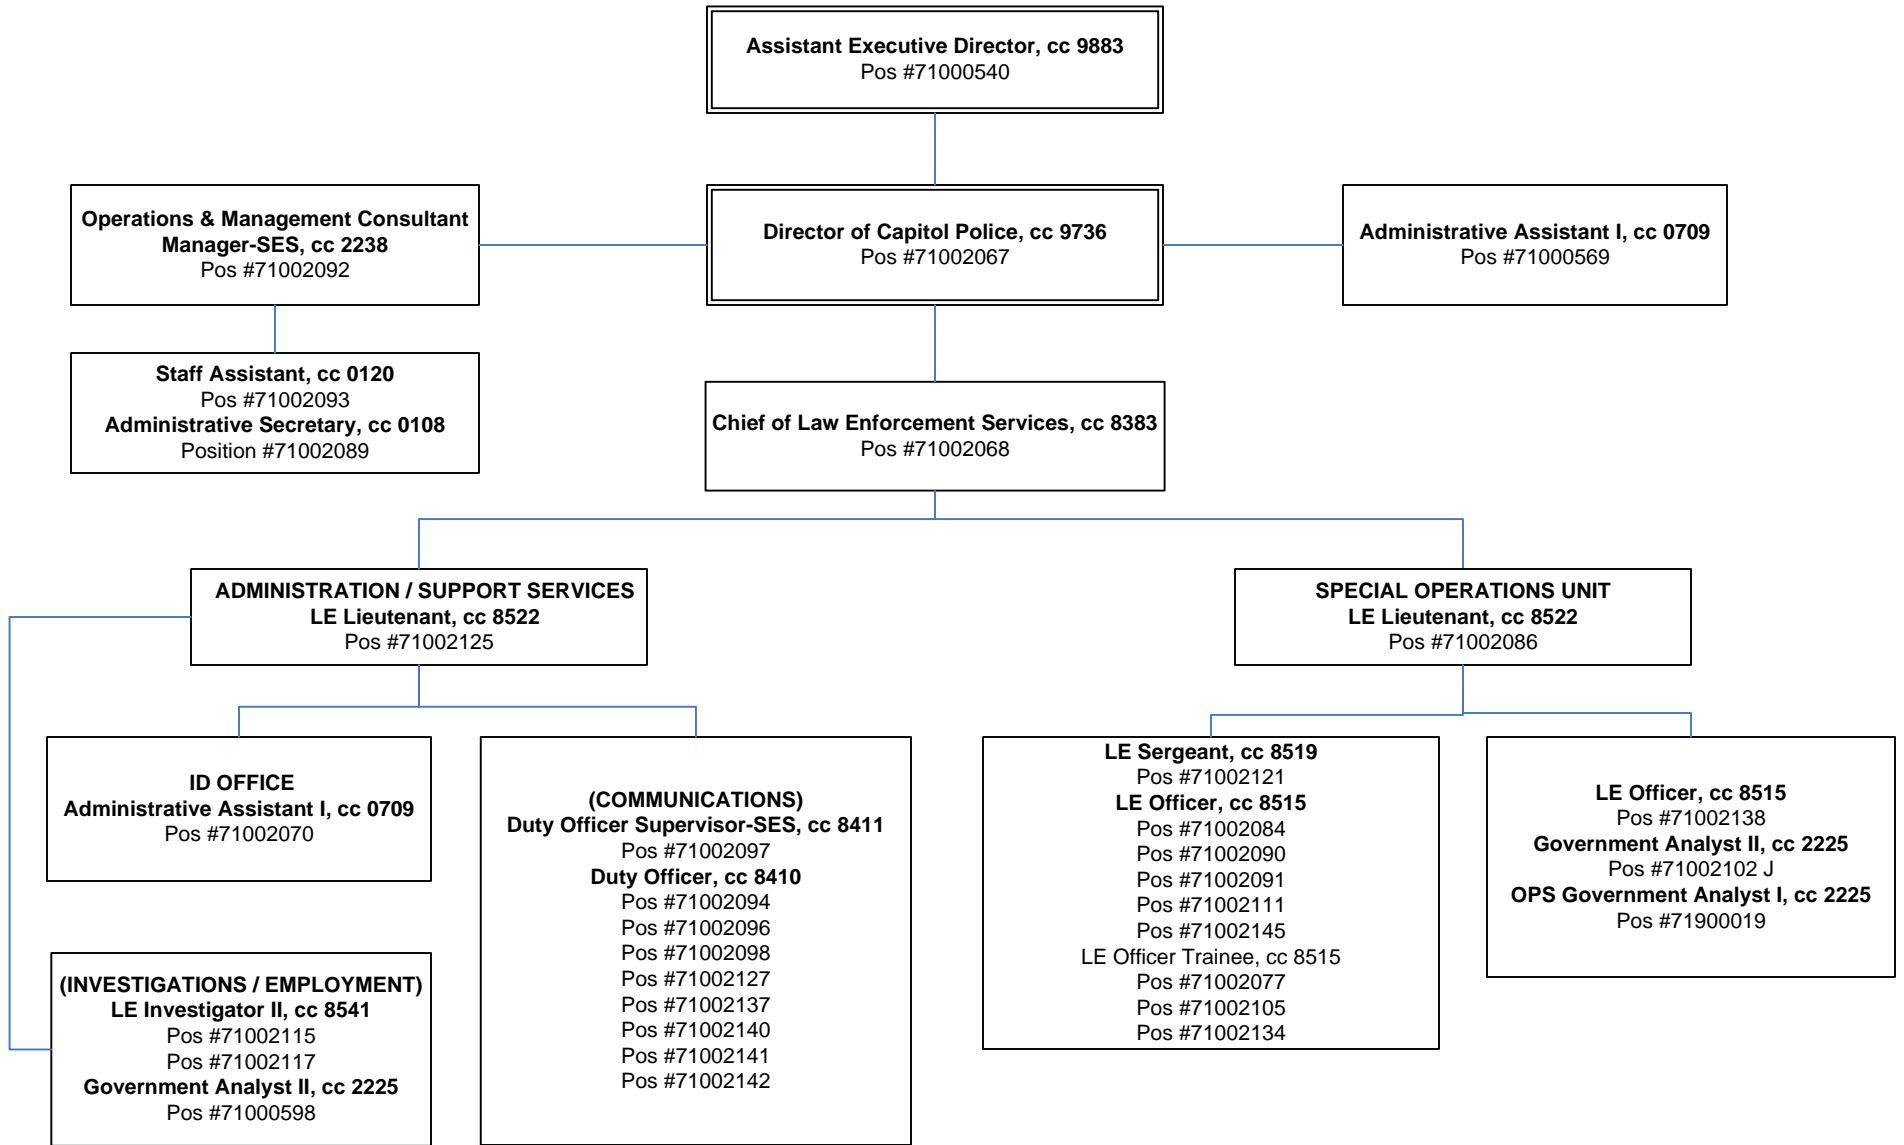 Assistant Executive Director, cc 9883
Pos #71000540
Operations & Management Consultant
Manager-SES, cc 2238
Pos #71002092
Director of Capitol Police, cc 9736
Pos #71002067
Administrative Assistant I, cc 0709
Pos #71000569
Staff Assistant, cc 0120
Pos #71002093
Administrative Secretary, cc 0108
Position #71002089
Chief of Law Enforcement Services, cc 8383
Pos #71002068
ADMINISTRATION / SUPPORT SERVICES
LE Lieutenant, cc 8522
Pos #71002125
SPECIAL OPERATIONS UNIT
LE Lieutenant, cc 8522
Pos #71002086
ID OFFICE
Administrative Assistant I, cc 0709
Pos #71002070
(INVESTIGATIONS / EMPLOYMENT)
LE Investigator II, cc 8541
Pos #71002115
Pos #71002117
Government Analyst II, cc 2225
Pos #71000598
(COMMUNICATIONS)
Duty Officer Supervisor-SES, cc 8411
Pos #71002097
Duty Officer, cc 8410
Pos #71002094
Pos #71002096
Pos #71002098
Pos #71002127
Pos #71002137
Pos #71002140
Pos #71002141
Pos #71002142
LE Sergeant, cc 8519
Pos #71002121
LE Officer, cc 8515
Pos #71002084
Pos #71002090
Pos #71002091
Pos #71002111
Pos #71002145
LE Officer Trainee, cc 8515
Pos #71002077
Pos #71002105
Pos #71002134
LE Officer, cc 8515
Pos #71002138
Government Analyst II, cc 2225
Pos #71002102 J
OPS Government Analyst I, cc 2225
Pos #71900019